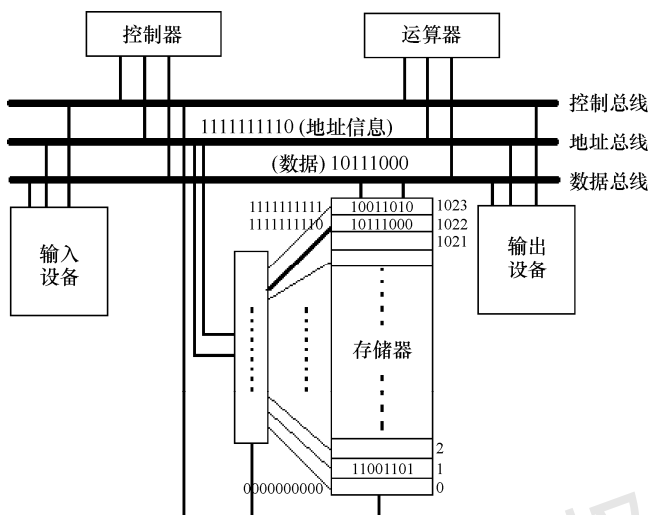 控制器
运算器
控制总线
1111111110 (地址信息)
地址总线
(数据) 10111000
数据总线
1111111111
10011010
1023
1111111110
10111000
1022
1021
输入
设备
输出
设备
存储器
2
11001101
1
0000000000
0